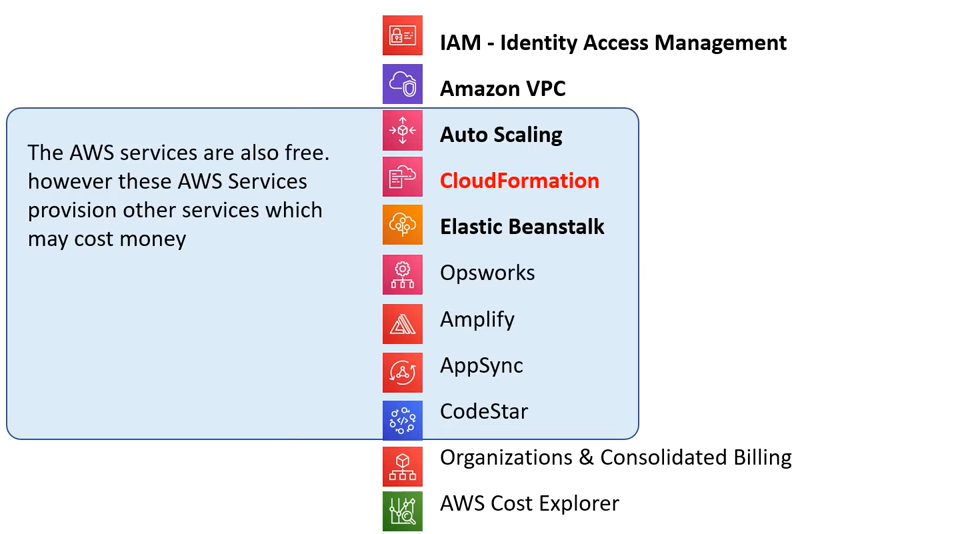 IAM - Identity Access Management
Amazon VPC
The AWS services are also free.
however these AWS Services
provision other services which
may cost money
Auto Scaling
CloudFormation
Elastic Beanstalk
Opsworks
Amplify
AppSync
CodeStar
Organizations & Consolidated Billing
AWS Cost Explorer